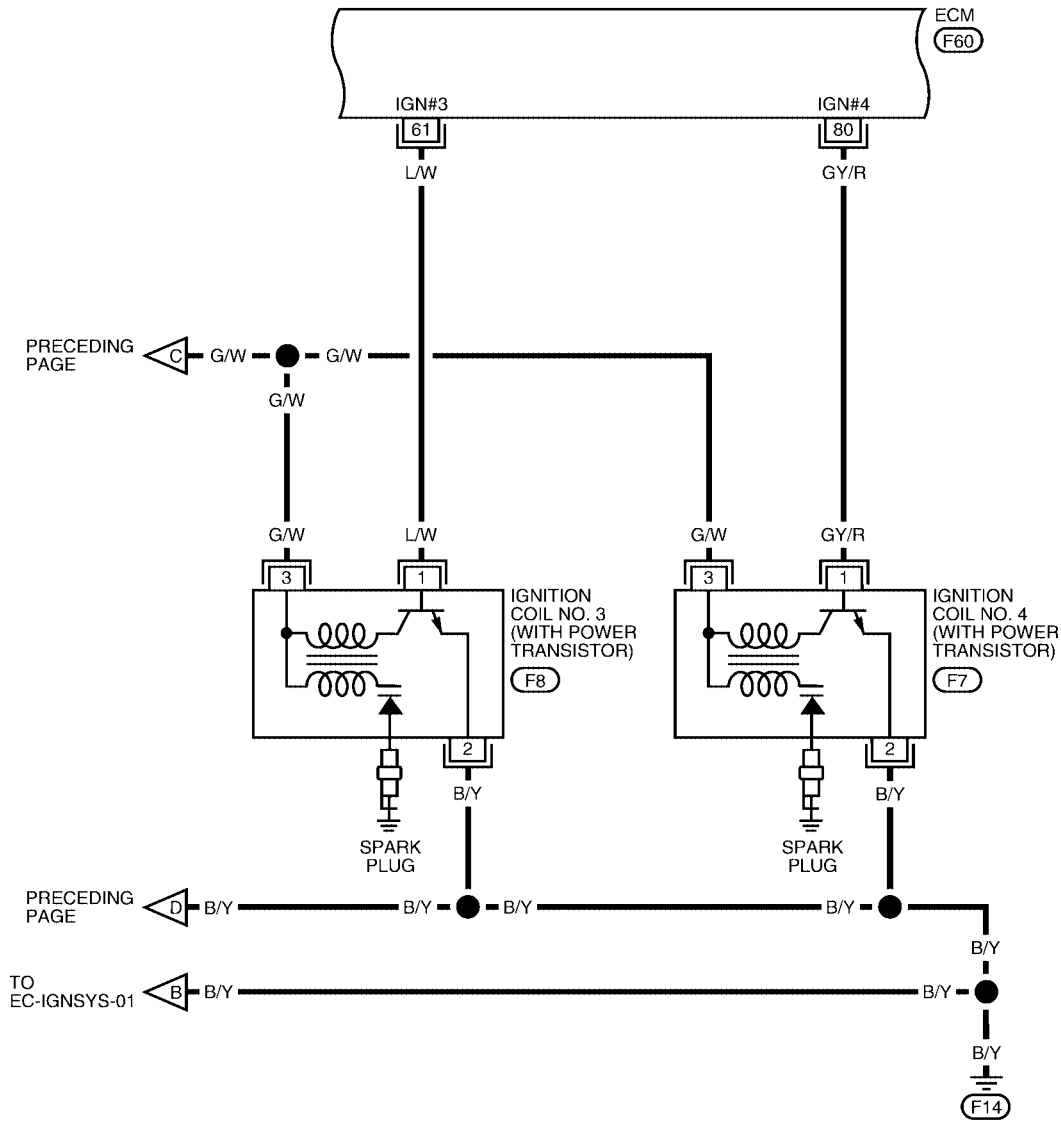 ECM
F60
IGN#3
IGN#4
61
80
L/W
GY/R
PRECEDING
PAGE
C
G/W
G/W
G/W
G/W
L/W
G/W
GY/R
3
1
3
1
IGNITION
COIL NO. 3
(WITH POWER
TRANSISTOR)
F8
IGNITION
COIL NO. 4
(WITH POWER
TRANSISTOR)
F7
2
2
B/Y
B/Y
SPARK
PLUG
SPARK
PLUG
PRECEDING
PAGE
D
B/Y
B/Y
B/Y
B/Y
B/Y
TO
EC-IGNSYS-01
B
B/Y
B/Y
B/Y
F14